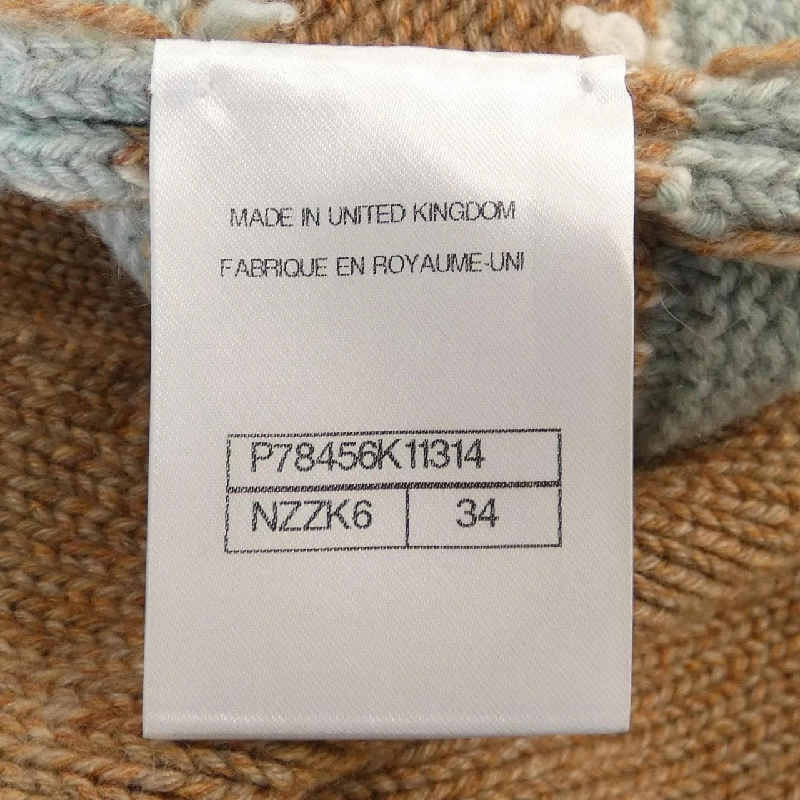 MADE IN UNITED KINGDOM
FABRIQUE EN ROYAUME-UNI
P78456K11314
NZZK6 34